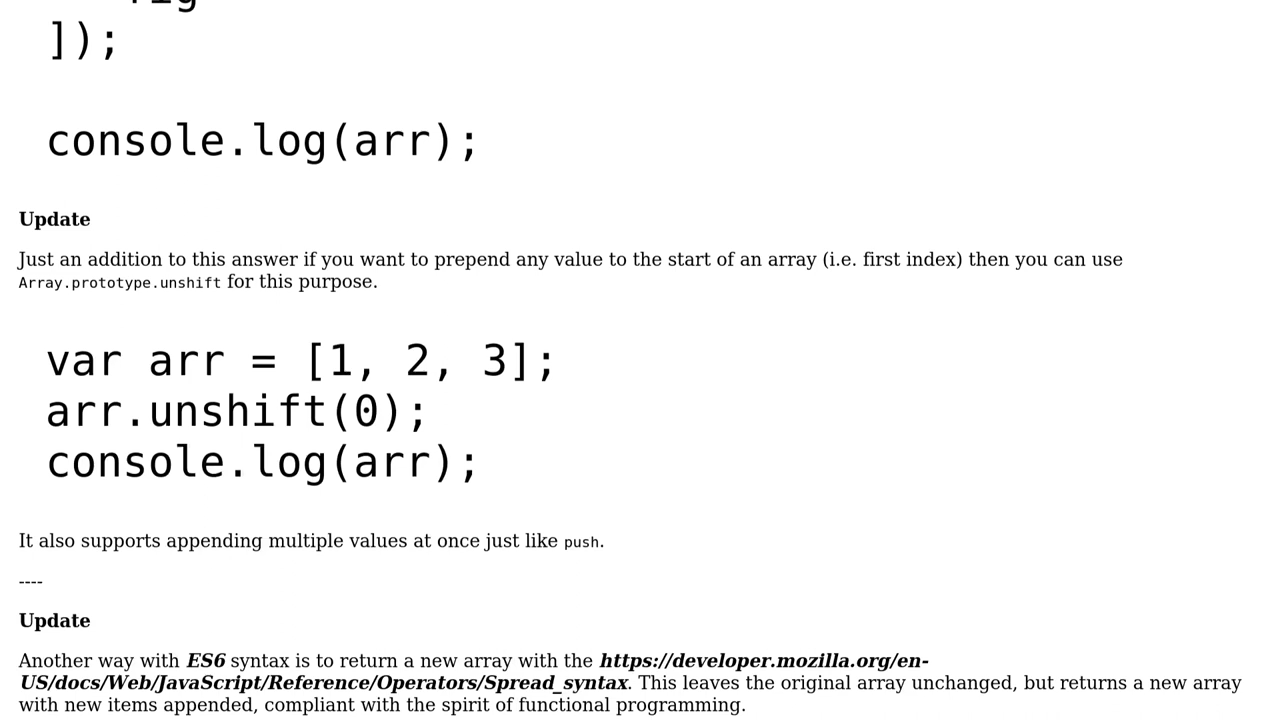 ]);
console.log(arr);
Update
Just an addition to this answer if you want to prepend any value to the start of an array (i.e. first index) then you can use
Array.prototype.unshift for this purpose.
var arr = [1, 2, 3];
arr.unshift(0);
console.log(arr);
It also supports appending multiple values at once just like push.
----
Update
Another way with ES6 syntax is to return a new array with the https://developer.mozilla.org/en-
US/docs/Web/JavaScript/Reference/Operators/Spread_syntax. This leaves the original array unchanged, but returns a new array
with new items appended, compliant with the spirit of functional programming.